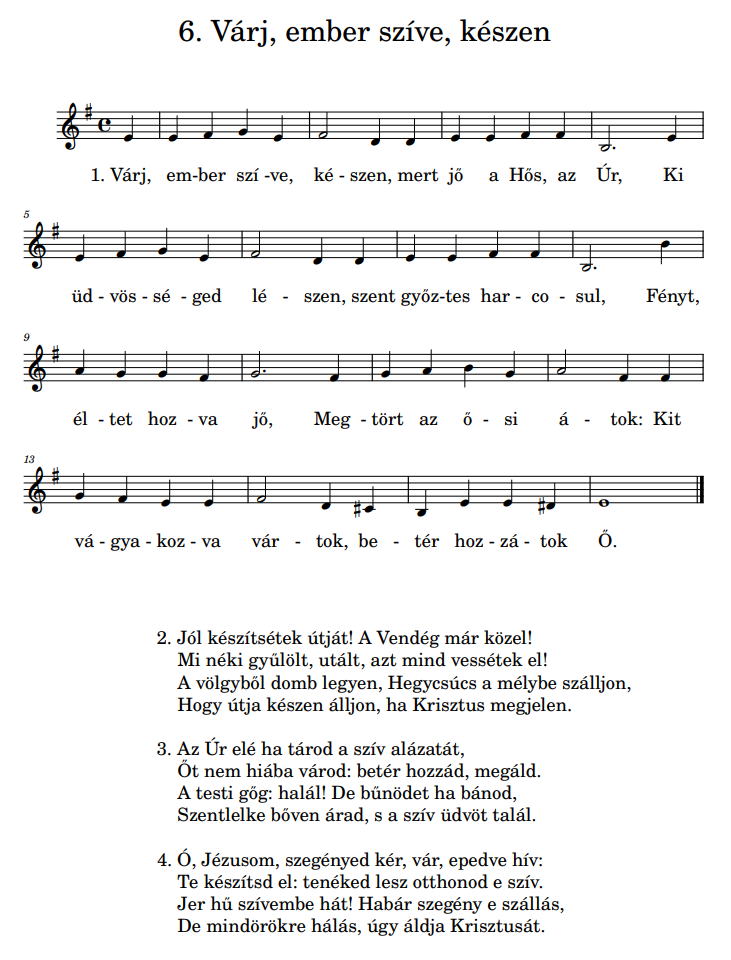 6. Várj, ember szíve, készen
1. Várj, em-ber szí -ve, ké - szen, mert jő a Hős, az Úr, Ki
5
üd - vös - sé - ged lé - szen, szent győz-tes har - co - sul, Fényt,
9
él - tet hoz - va jő, Meg - tört az ő - si á - tok: Kit
13
vá - gya - koz - va vár - tok, be - tér hoz - zá - tok Ő.
2. Jól készítsétek útját! A Vendég már közel!
Mi néki gyűlölt, utált, azt mind vessétek el!
A völgyből domb legyen, Hegycsúcs a mélybe szálljon,
Hogy útja készen álljon, ha Krisztus megjelen.
3. Az Úr elé ha tárod a szív alázatát,
Őt nem hiába várod: betér hozzád, megáld.
A testi gőg: halál! De bűnödet ha bánod,
Szentlelke bőven árad, s a szív üdvöt talál.
4. Ó, Jézusom, szegényed kér, vár, epedve hív:
Te készítsd el: tenéked lesz otthonod e szív.
Jer hű szívembe hát! Habár szegény e szállás,
De mindörökre hálás, úgy áldja Krisztusát.